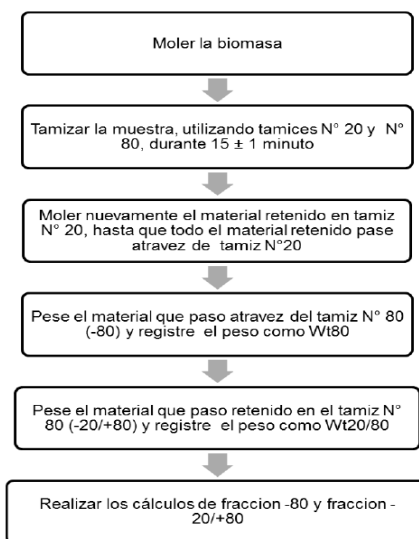 Moler la biomasa
Tamizar la muestra, utilizando tamices N° 20 y N°
80, durante 15 ± 1 minuto
Moler nuevamente el material retenido en tamiz
N° 20, hasta que todo el material retenido pase
atravez de tamiz N°20
Pese el material que paso atravez del tamiz N° 80
(-80) y registre el peso como Wt80
Pese el material que paso retenido en el tamiz N°
80 (-20/+80) y registre el peso como Wt20/80
Realizar los cálculos de fraccion -80 y fraccion -
20/+80